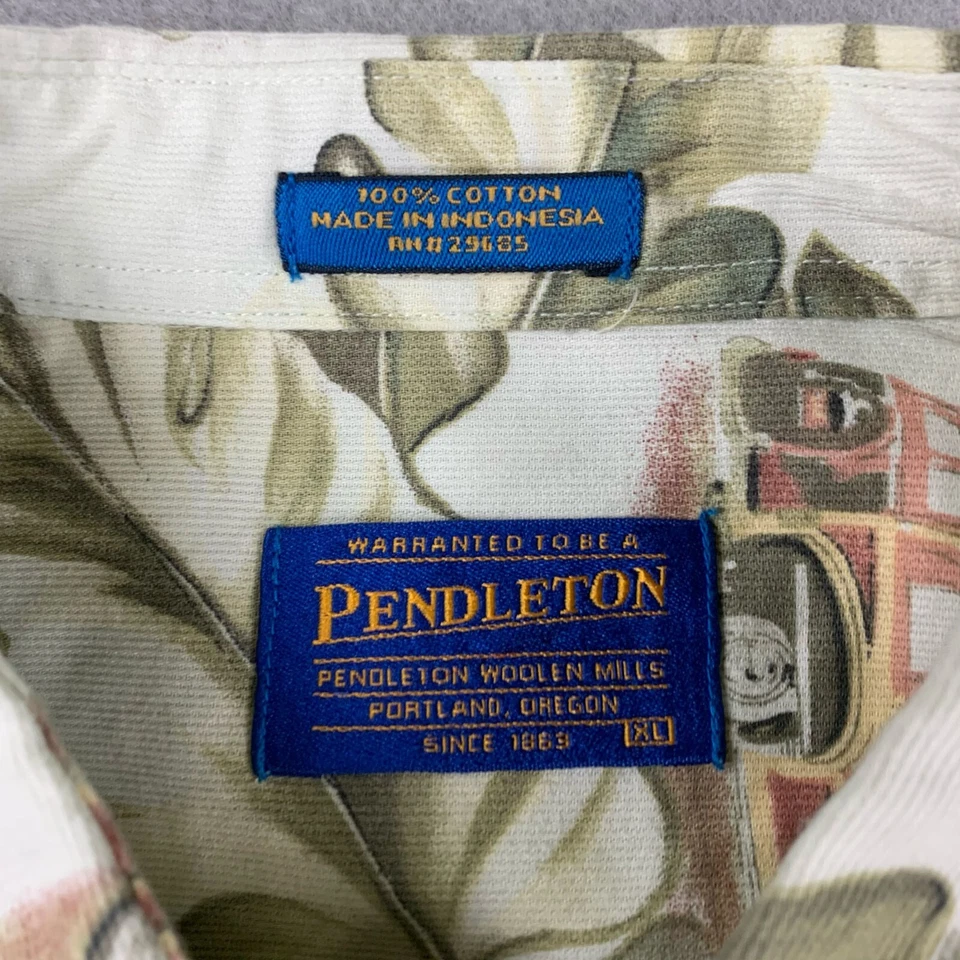 100% COTTON
MADE IN INDONESIA
RN#29685
WARRANTED TO BE A
PENDLETON
PENDLETON WOOLEN MILLS
PORTLAND, OREGON
SINCE 1863
XL